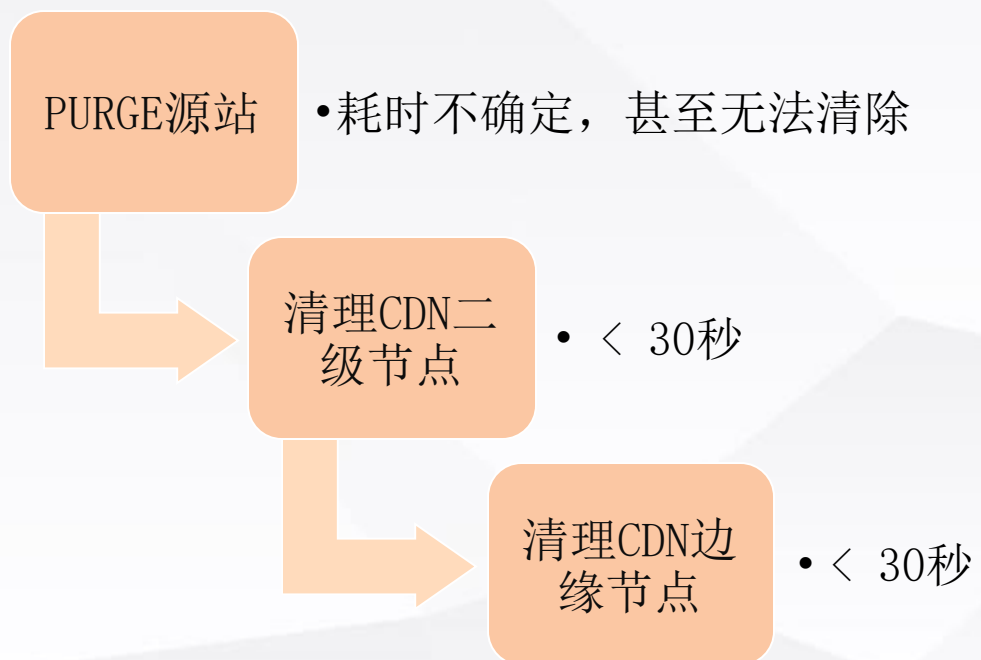 PURGE源站
•耗时不确定，甚至无法清除
清理CDN二
级节点
• < 30秒
清理CDN边
缘节点
• < 30秒